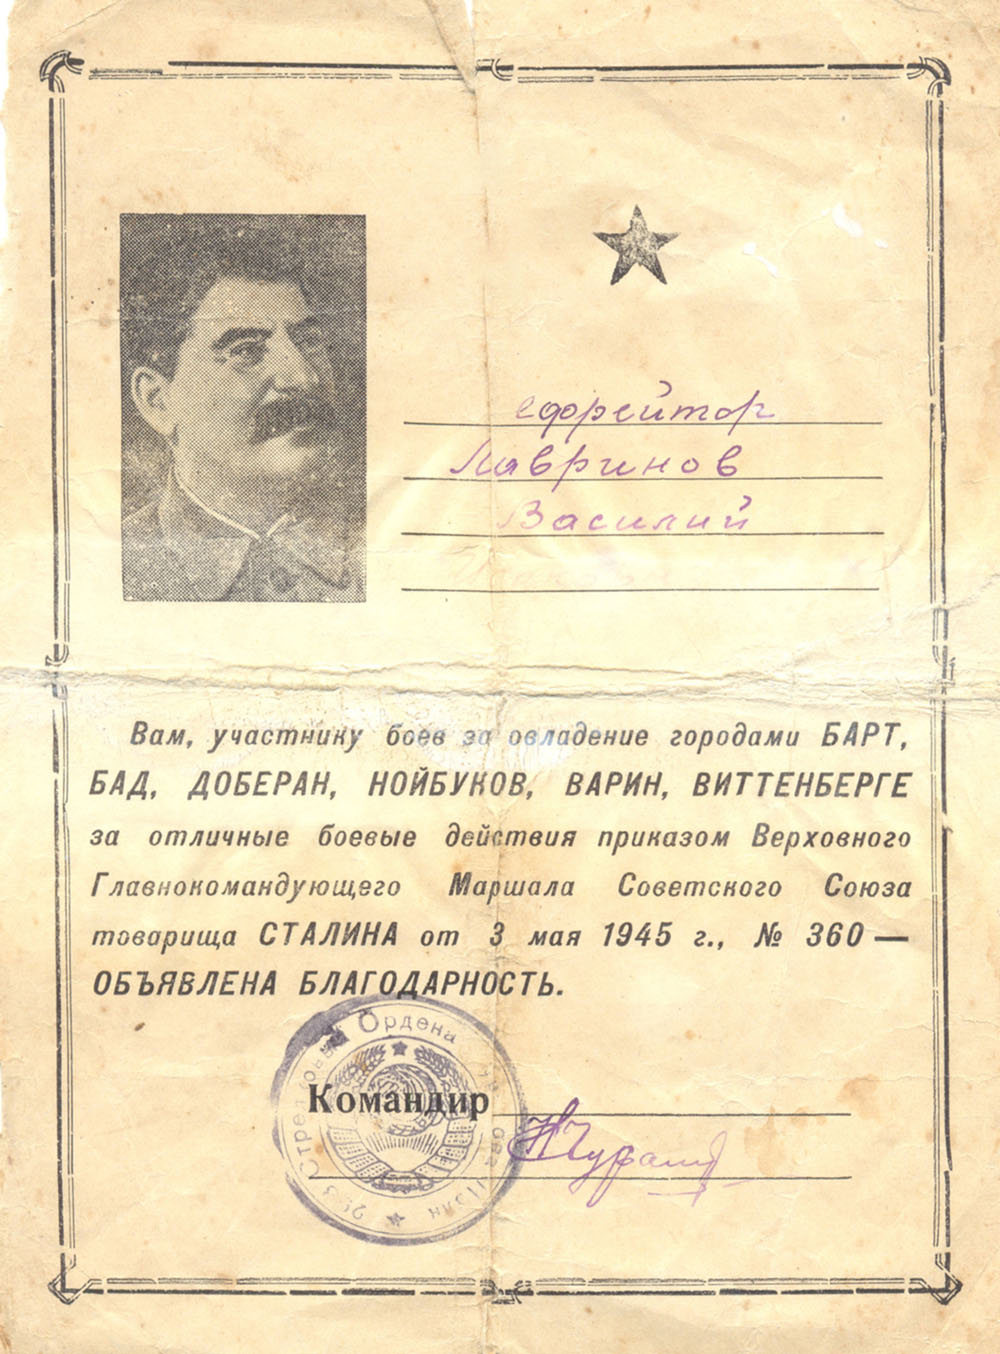 ефрейтор
Лавринов
Василий
Вам, участнику боев за овладение городами БАРТ,
БАД, ДОБЕРАН, НОЙБУКОВ, ВАРИН, ВИТТЕНБЕРГЕ
за отличные боевые действия приказом Верховного
Главнокомандующего Маршала Советского Союза
товарища СТАЛИНА от 3 мая 1945 г., № 360 —
ОБЪЯВЛЕНА БЛАГОДАРНОСТЬ.
Ордена
Командир